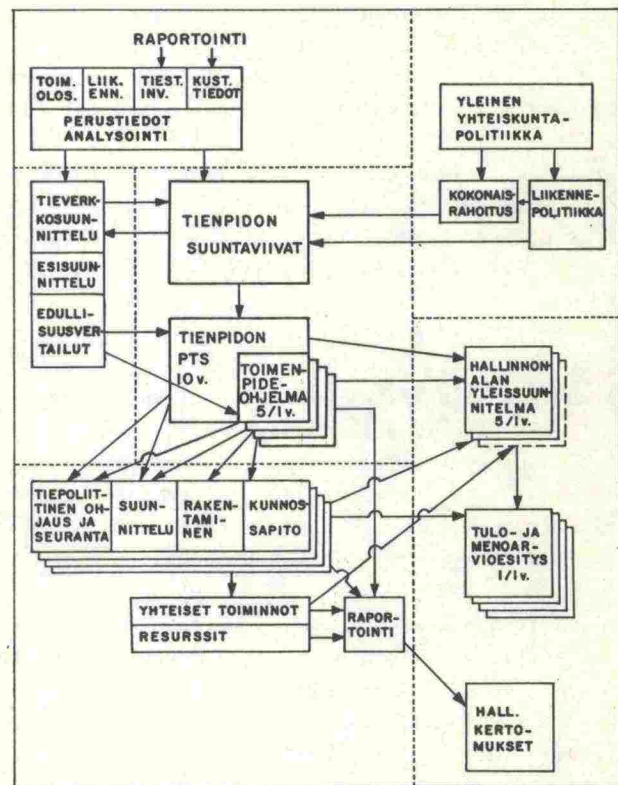 RAPORTOINTI
TOIM. OLOS.
LIIK. ENN.
TIEST. INV.
KUST. TIEDOT
PERUSTIEDOT
ANALYSOINTI
YLEINEN
YHTEISKUNTA-
POLITIIKKA
KOKONAIS-
RAHOITUS
LIIKENNE-
POLITIIKKA
TIEVERK-
KOSUUN-
NITTELU
ESISUUN-
NITTELU
EDULLI-
SUUSVER-
TAILUT
TIENPIDON
SUUNTAVIIVAT
TIENPIDON
PTS
10 v.
TOIMEN-
PIDE-
OHJELMA
5/1 v.
HALLINNON-
ALAN
YLEISSUUN-
NITELMA
5/1 v.
TIEPOLIIT-
TINEN OH-
JAUS JA
SEURANTA
SUUN-
NITTELU
RAKEN-
TAMI-
NEN
KUNNOS-
SAPITO
TULO- JA
MENOAR-
VIOESITYS
1/1 v.
YHTEISET TOIMINNOT
RESURSSIT
RAPOR-
TOINTI
HALL.
KERTO-
MUKSET